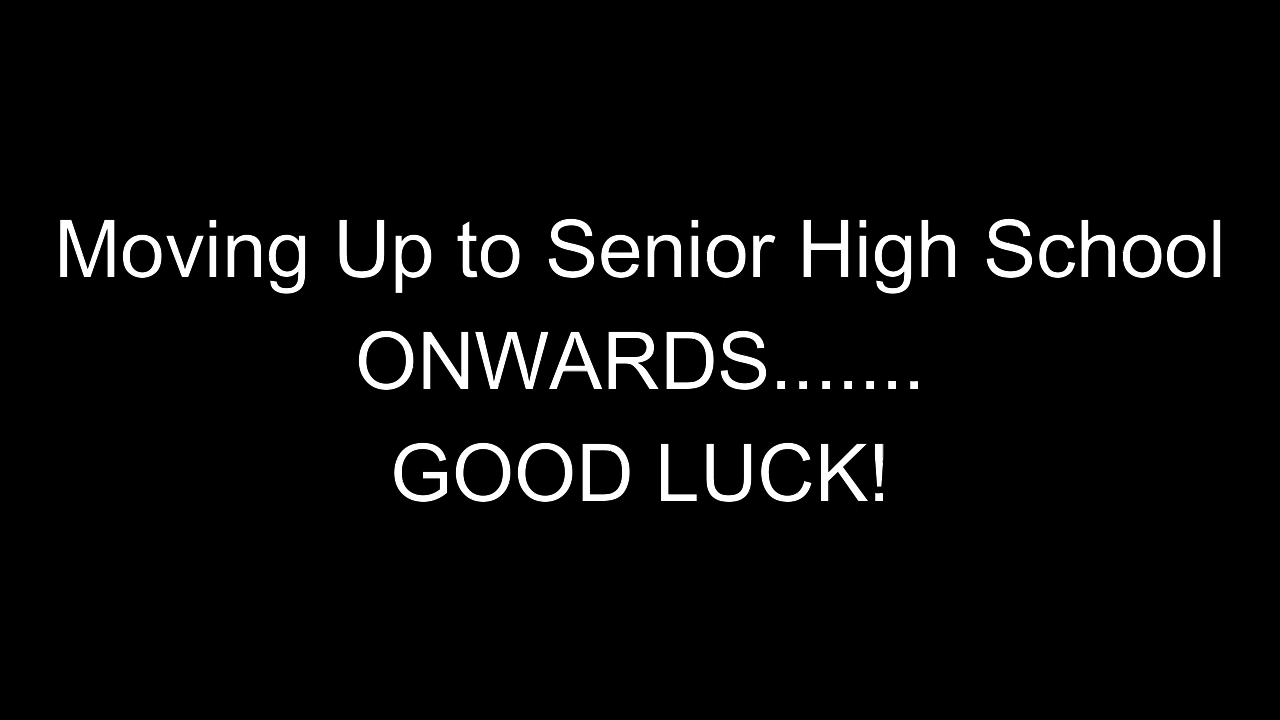 Moving Up to Senior High School
ONWARDS.......
GOOD LUCK!